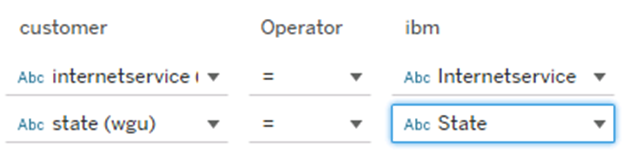 customer Operator ibm
Abc internetservice ( = Abc Internetservice
Abc state (wgu) = Abc State